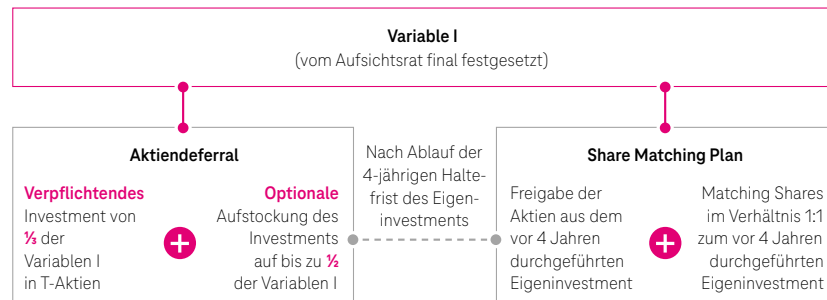 Variable I
(vom Aufsichtsrat final festgesetzt)
Aktiendeferral
Verpflichtendes
Investment von
⅓ der
Variablen I
in T-Aktien
Optionale
Aufstockung des
Investments
auf bis zu ½
der Variablen I
Nach Ablauf der
4-jährigen Halte-
frist des Eigen-
investments
Share Matching Plan
Freigabe der
Aktien aus dem
vor 4 Jahren
durchgeführten
Eigeninvestment
Matching Shares
im Verhältnis 1:1
zum vor 4 Jahren
durchgeführten
Eigeninvestment